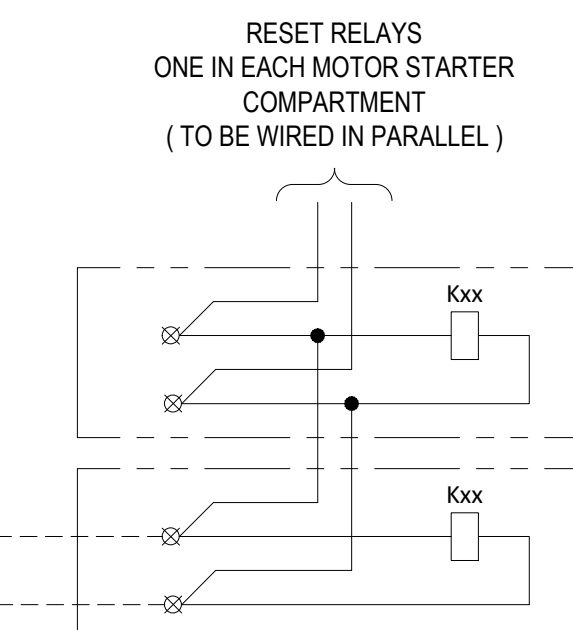 RESET RELAYS
ONE IN EACH MOTOR STARTER
COMPARTMENT
( TO BE WIRED IN PARALLEL )
Kxx
Kxx